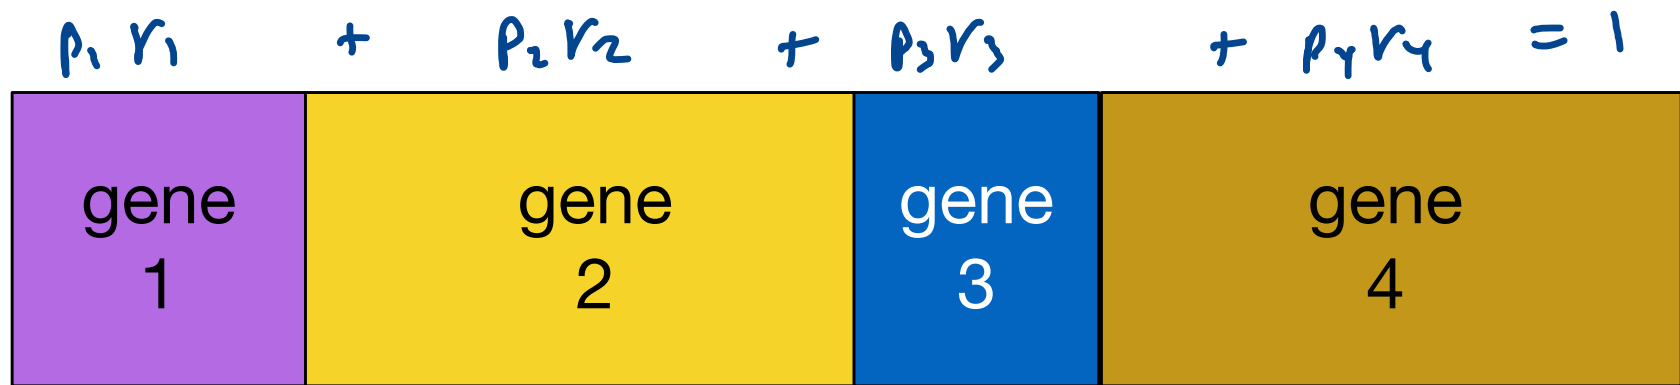 p₁ r₁ + p₂ r₂ + p₃ r₃ + p₄ r₄ = 1
gene gene gene gene
1 2 3 4